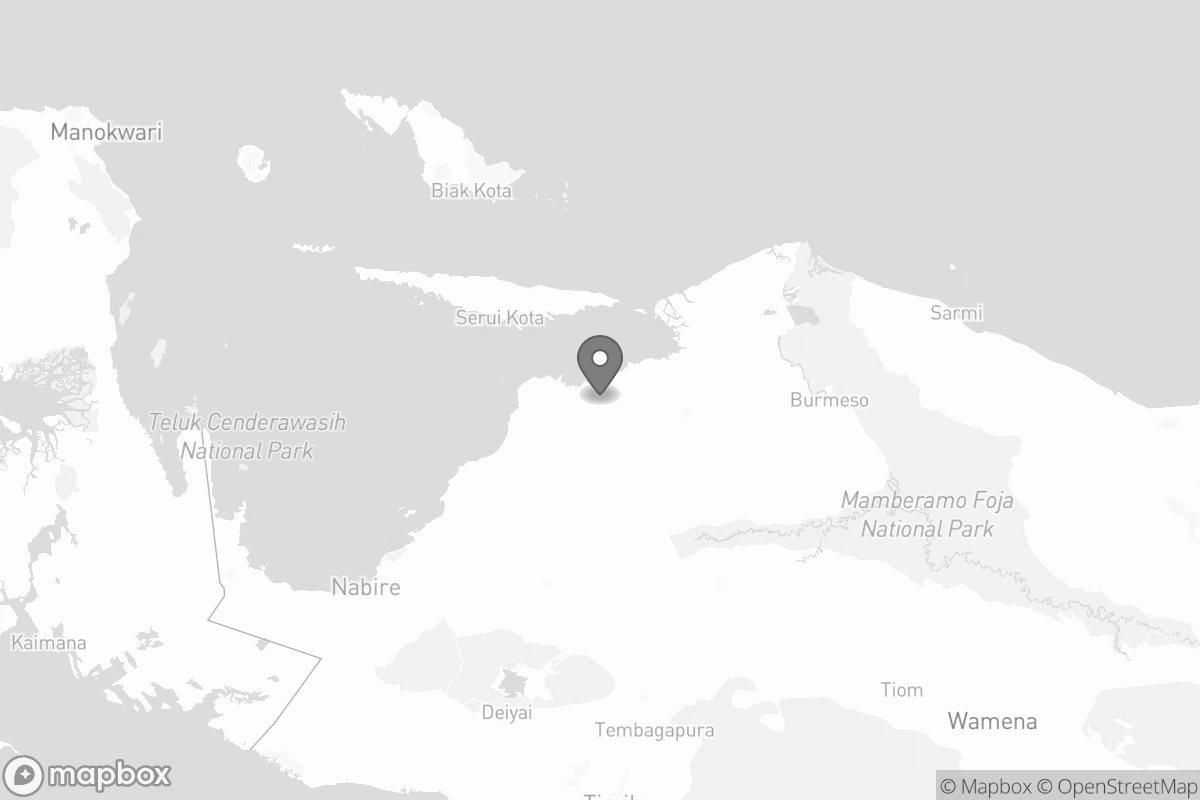 Manokwari
Biak Kota
Serui Kota
Sarmi
Burmeso
Teluk Cenderawasih
National Park
Mamberamo Foja
National Park
Nabire
Kaimana
Deiyai
Tiom
Tembagapura
Wamena
mapbox
© Mapbox © OpenStreetMap